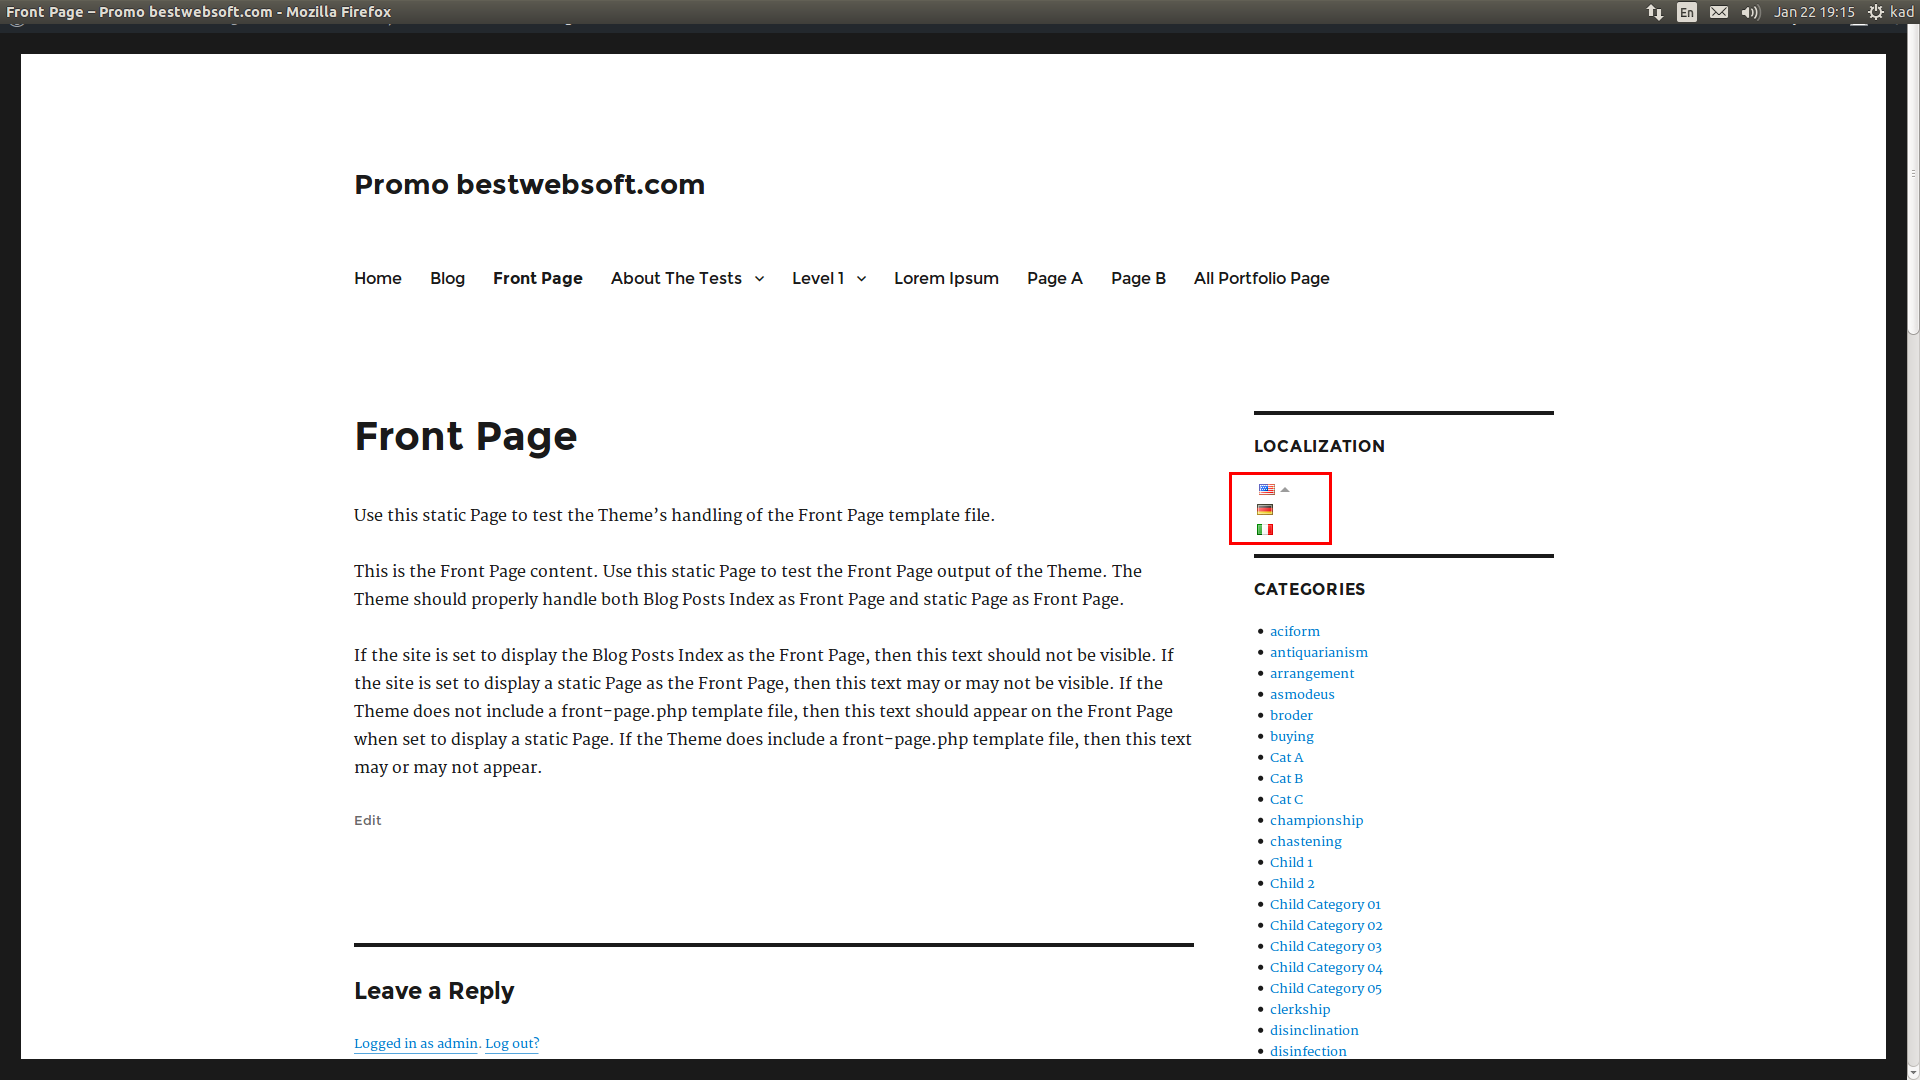 Front Page – Promo bestwebsoft.com - Mozilla Firefox
En
Jan 22 19:15
kad
Promo bestwebsoft.com
Home
Blog
Front Page
About The Tests
Level 1
Lorem Ipsum
Page A
Page B
All Portfolio Page
Front Page
Use this static Page to test the Theme’s handling of the Front Page template file.
This is the Front Page content. Use this static Page to test the Front Page output of the Theme. The
Theme should properly handle both Blog Posts Index as Front Page and static Page as Front Page.
If the site is set to display the Blog Posts Index as the Front Page, then this text should not be visible. If
the site is set to display a static Page as the Front Page, then this text may or may not be visible. If the
Theme does not include a front-page.php template file, then this text should appear on the Front Page
when set to display a static Page. If the Theme does include a front-page.php template file, then this text
may or may not appear.
Edit
Leave a Reply
Logged in as admin. Log out?
LOCALIZATION
CATEGORIES
aciform
antiquarianism
arrangement
asmodeus
broder
buying
Cat A
Cat B
Cat C
championship
chastening
Child 1
Child 2
Child Category 01
Child Category 02
Child Category 03
Child Category 04
Child Category 05
clerkship
disinclination
disinfection